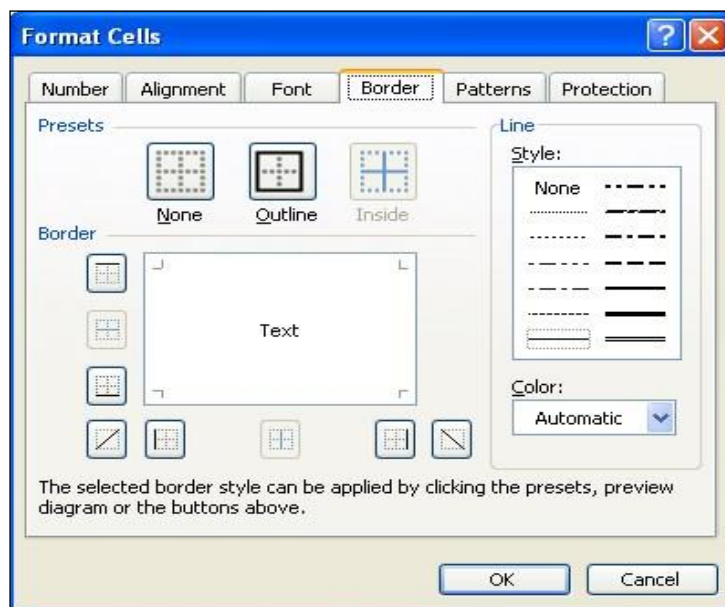 Format Cells
Number Alignment Font Border Patterns Protection
Presets
None Outline Inside
Border
Text
Line
Style:
None
Color:
Automatic
The selected border style can be applied by clicking the presets, preview
diagram or the buttons above.
OK Cancel